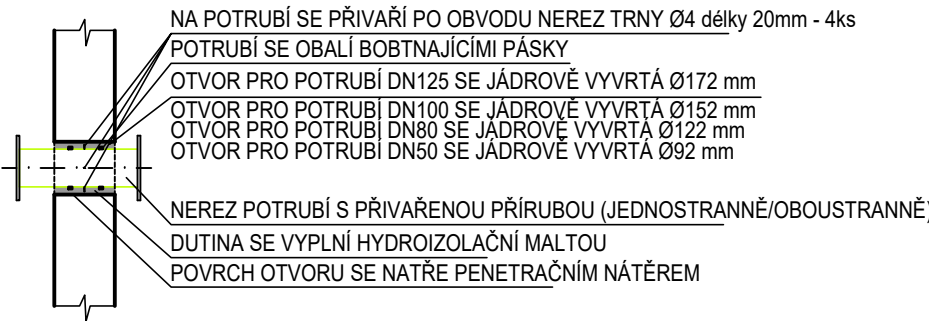 NA POTRUBÍ SE PŘIVAŘÍ PO OBVODU NEREZ TRNY Ø4 délky 20mm - 4ks
POTRUBÍ SE OBALÍ BOBTNAJÍCÍMI PÁSKY
OTVOR PRO POTRUBÍ DN125 SE JÁDROVĚ VYVRTÁ Ø172 mm
OTVOR PRO POTRUBÍ DN100 SE JÁDROVĚ VYVRTÁ Ø152 mm
OTVOR PRO POTRUBÍ DN80 SE JÁDROVĚ VYVRTÁ Ø122 mm
OTVOR PRO POTRUBÍ DN50 SE JÁDROVĚ VYVRTÁ Ø92 mm
NEREZ POTRUBÍ S PŘIVAŘENOU PŘÍRUBOU (JEDNOSTRANNĚ/OBOUSTRANNĚ)
DUTINA SE VYPLNÍ HYDROIZOLAČNÍ MALTOU
POVRCH OTVORU SE NATŘE PENETRAČNÍM NÁTĚREM